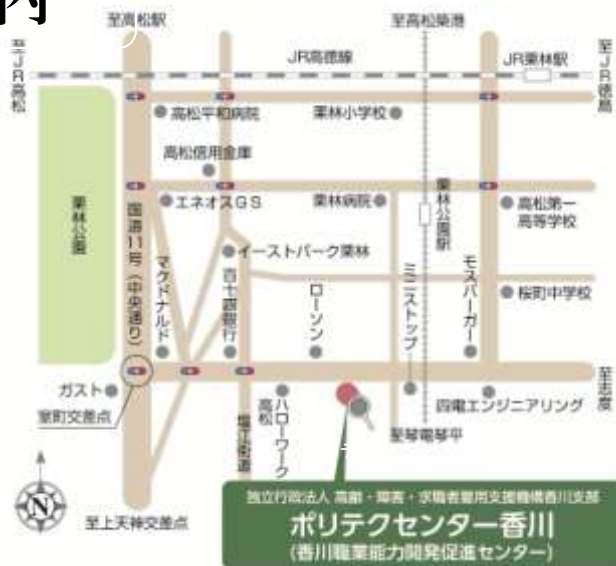 内
至高松駅
至高松築港
至JR高松
JR高徳線
JR栗林駅
至JR徳島
高松平和病院
栗林小学校
高松信用金庫
栗林公園
エネオスGS
栗林病院
栗林公園駅
高松第一
高等学校
国道11号(中央通り)
マクドナルド
イーストパーク栗林
百十四銀行
ローソン
ミニストップ
モスバーガー
桜町中学校
ガスト
室町交差点
ハローワーク
高松
塩江街道
四電エンジニアリング
至志度
至琴電琴平
N
至上天神交差点
独立行政法人 高齢・障害・求職者雇用支援機構香川支部
ポリテクセンター香川
(香川職業能力開発促進センター)